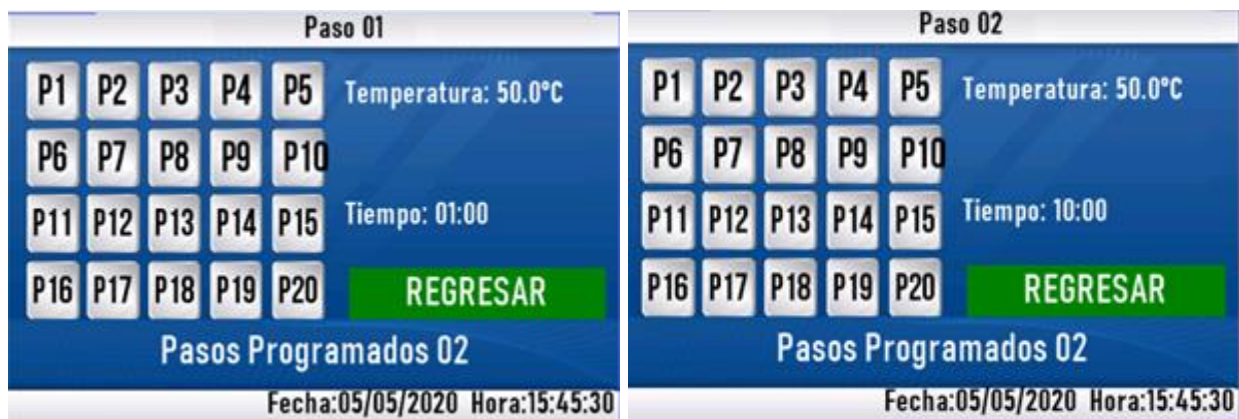 Paso 01
P1 P2 P3 P4 P5
Temperatura: 50.0°C
P6 P7 P8 P9 P10
P11 P12 P13 P14 P15
Tiempo: 01:00
P16 P17 P18 P19 P20
REGRESAR
Pasos Programados 02
Fecha:05/05/2020 Hora:15:45:30
Paso 02
P1 P2 P3 P4 P5
Temperatura: 50.0°C
P6 P7 P8 P9 P10
P11 P12 P13 P14 P15
Tiempo: 10:00
P16 P17 P18 P19 P20
REGRESAR
Pasos Programados 02
Fecha:05/05/2020 Hora:15:45:30